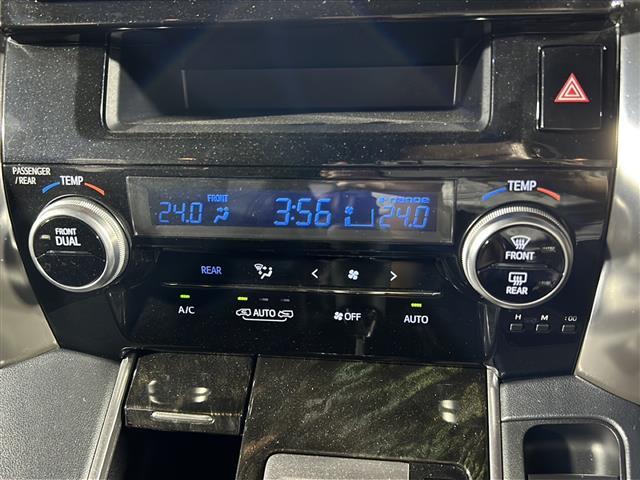 PASSENGER
/REAR
TEMP
TEMP
FRONT
24.0
3:56
24.0
FRONT
DUAL
FRONT
REAR
REAR
A/C
AUTO
OFF
AUTO
H M :00